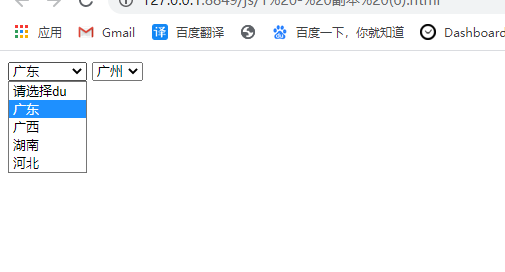 127.0.0.1:8849/js/1%20-%20副本%20(6).html
应用 Gmail 译 百度翻译 百度一下，你就知道 Dashboard
广东 广州
请选择du
广东
广西
湖南
河北